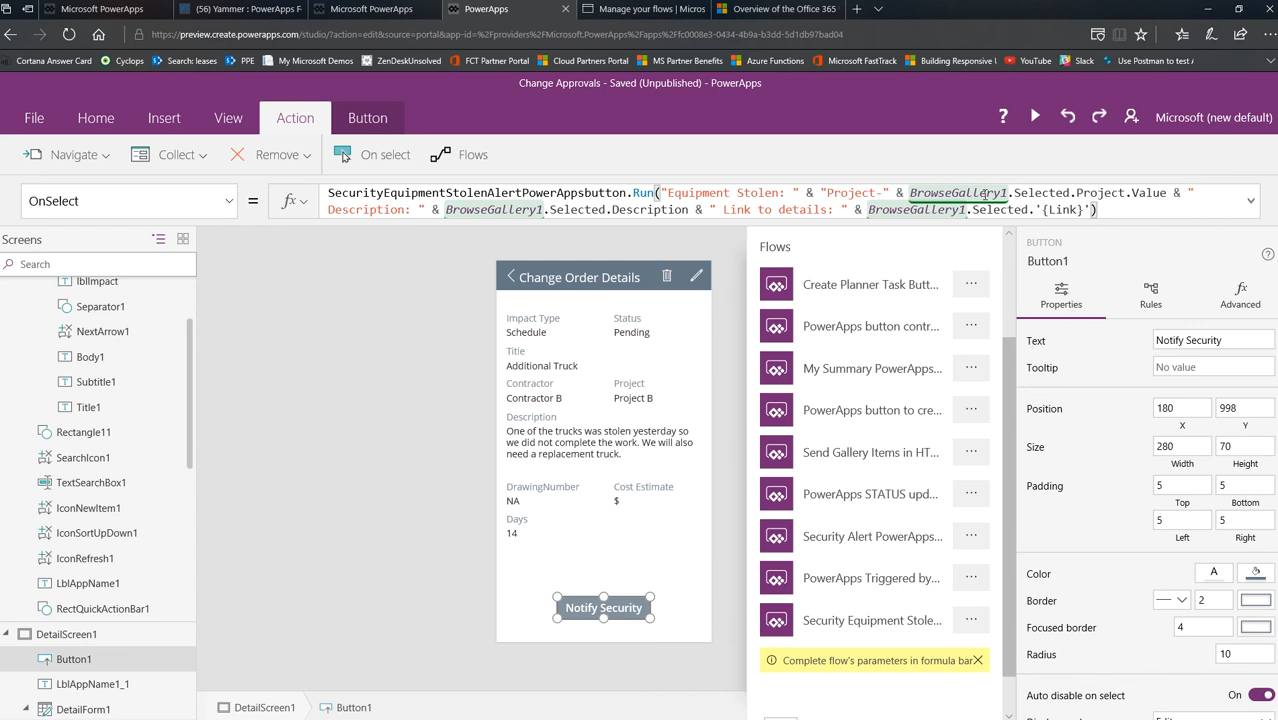 Microsoft PowerApps
(56) Yammer : PowerApps F
Microsoft PowerApps
PowerApps
Manage your flows | Micros
Overview of the Office 365
https://preview.create.powerapps.com/studio/?action=edit&source=portal&app-id=%2Fproviders%2FMicrosoft.PowerApps%2Fapps%2Ffc0008e3-4d4a-4b9a-b3dd-5d1db97bad04
Cortana Award Card
Cyclops
Search: leases
PPE
My Microsoft Demos
ZenDeskUnsolved
FCT Partner Portal
Cloud Partners Portal
MS Partner Benefits
Azure Functions
Microsoft FastTrack
Building Responsive U
YouTube
Use Postman to test A
Change Approvals - Saved (Unpublished) - PowerApps
File
Home
Insert
View
Action
Button
?
Microsoft (new default)
Navigate
Collect
Remove
On select
Flows
OnSelect
=
fx
SecurityEquipmentStolenAlertPowerAppsbutton.Run("Equipment Stolen: " & "Project-" & BrowseGallery1.Selected.Project.Value & "
Description: " & BrowseGallery1.Selected.Description & " Link to details: " & BrowseGallery1.Selected.'{Link}')
Screens
Search
lblImpact
Separator1
NextArrow1
Body1
Subtitle1
Title1
Rectangle11
SearchIcon1
TextSearchBox1
IconNewItem1
IconSortUpDown1
IconRefresh1
LblAppName1
RectQuickActionBar1
DetailScreen1
Button1
LblAppName1_1
DetailForm1
Change Order Details
Impact Type
Status
Schedule
Pending
Title
Additional Truck
Contractor
Project
Contractor B
Project B
Description
One of the trucks was stolen yesterday so
we did not complete the work. We will also
need a replacement truck.
DrawingNumber
Cost Estimate
NA
$
Days
14
Notify Security
DetailScreen1
Button1
Flows
Create Planner Task Butt...
PowerApps button contr...
My Summary PowerApps...
PowerApps button to cre...
Send Gallery Items in HT...
PowerApps STATUS upd...
Security Alert PowerApps...
PowerApps Triggered by...
Security Equipment Stole...
Complete flow's parameters in formula bar
BUTTON
Button1
Properties
Rules
fx
Advanced
Text
Notify Security
Tooltip
No value
Position
180
998
X
Y
Size
280
70
Width
Height
Padding
5
5
Top
Bottom
5
5
Left
Right
Color
A
Border
2
Focused border
4
Radius
10
Auto disable on select
On